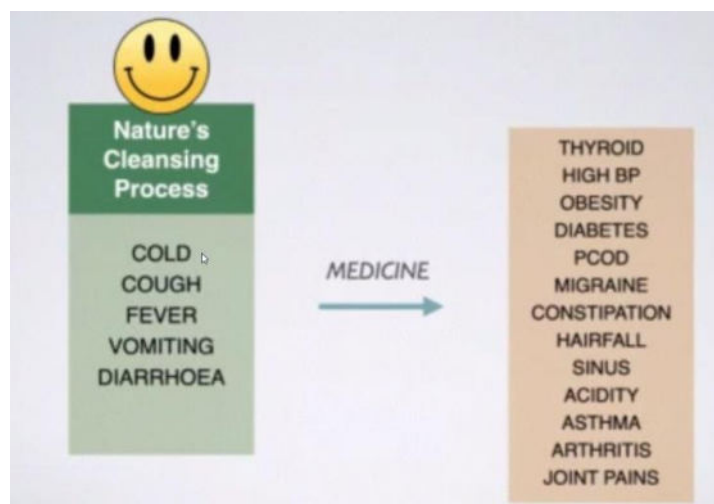 Nature's
Cleansing
Process
COLD
COUGH
FEVER
VOMITING
DIARRHOEA
MEDICINE
THYROID
HIGH BP
OBESITY
DIABETES
PCOD
MIGRAINE
CONSTIPATION
HAIRFALL
SINUS
ACIDITY
ASTHMA
ARTHRITIS
JOINT PAINS